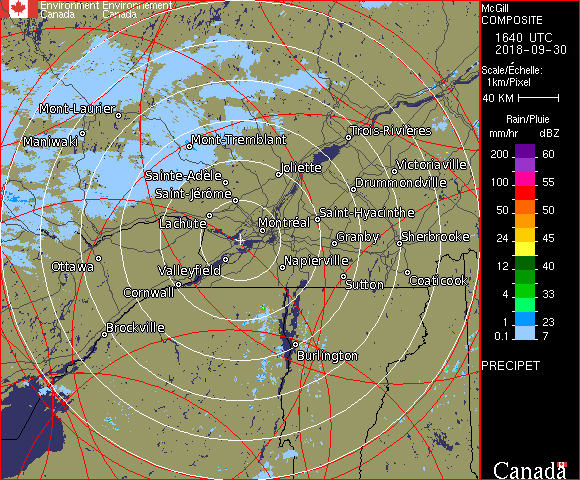 Environment Environnement
Canada Canada
McGill
COMPOSITE
1640 UTC
2018-09-30
Scale/Échelle:
1km/Pixel
40 KM
Rain/Pluie
mm/hr dBZ
200 60
100 55
50 50
24 45
12 40
4 33
1 23
0.1 7
PRECIPET
Canada
Mont-Laurier
Maniwaki
Mont-Tremblant
Trois-Rivières
Joliette
Victoriaville
Sainte-Adèle
Drummondville
Saint-Jérôme
Saint-Hyacinthe
Lachute
Montréal
Granby
Sherbrooke
Ottawa
Valleyfield
Napierville
Sutton
Coaticook
Cornwall
Brockville
Burlington